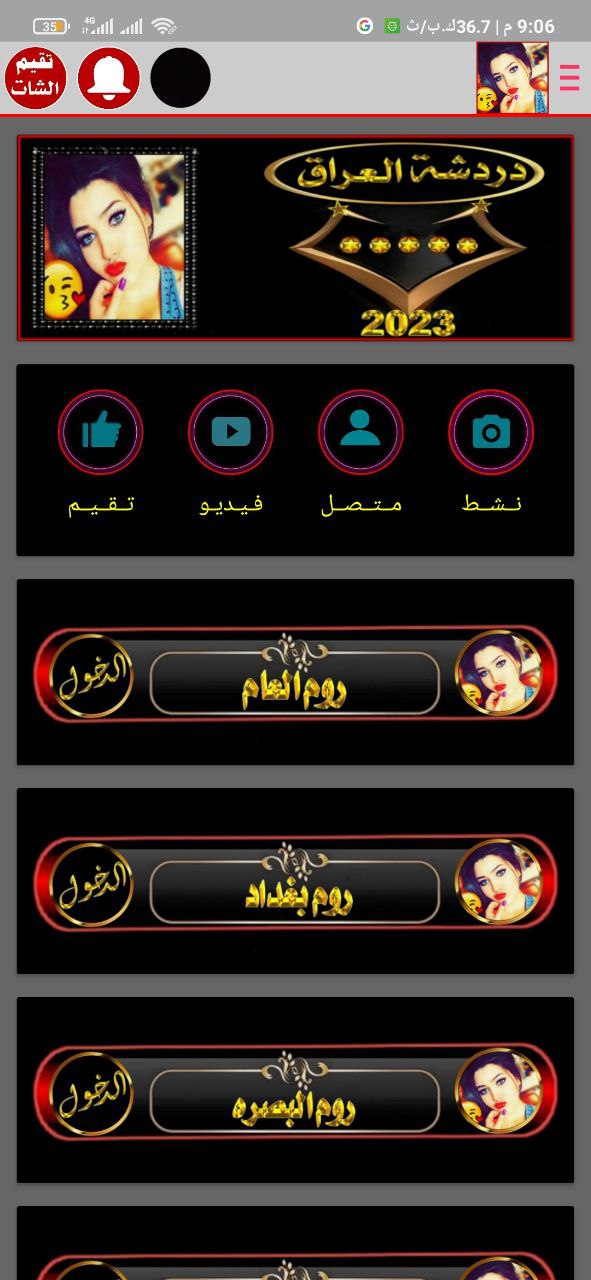 9:06 م | 36.7ك.ب/ث
4G
35
تقيم
الشات
دردشة العراق
2023
نشط
متصل
فيديو
تقيم
روم العام
الدخول
روم بغداد
الدخول
روم البصره
الدخول